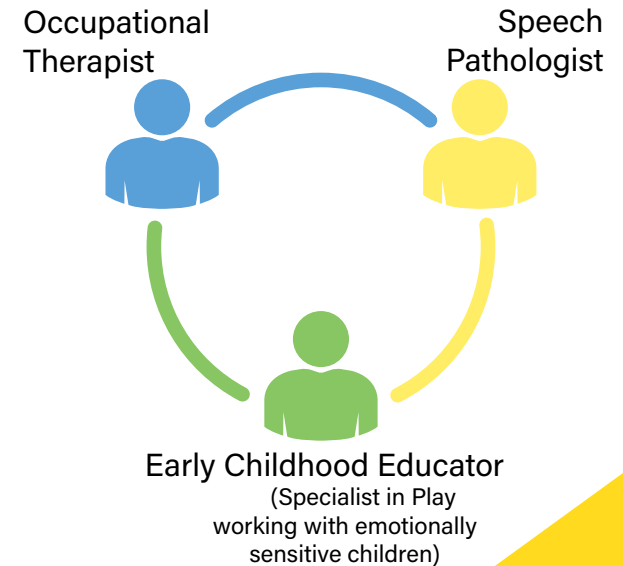 Occupational
Therapist
Speech
Pathologist
Early Childhood Educator
(Specialist in Play
working with emotionally
sensitive children)